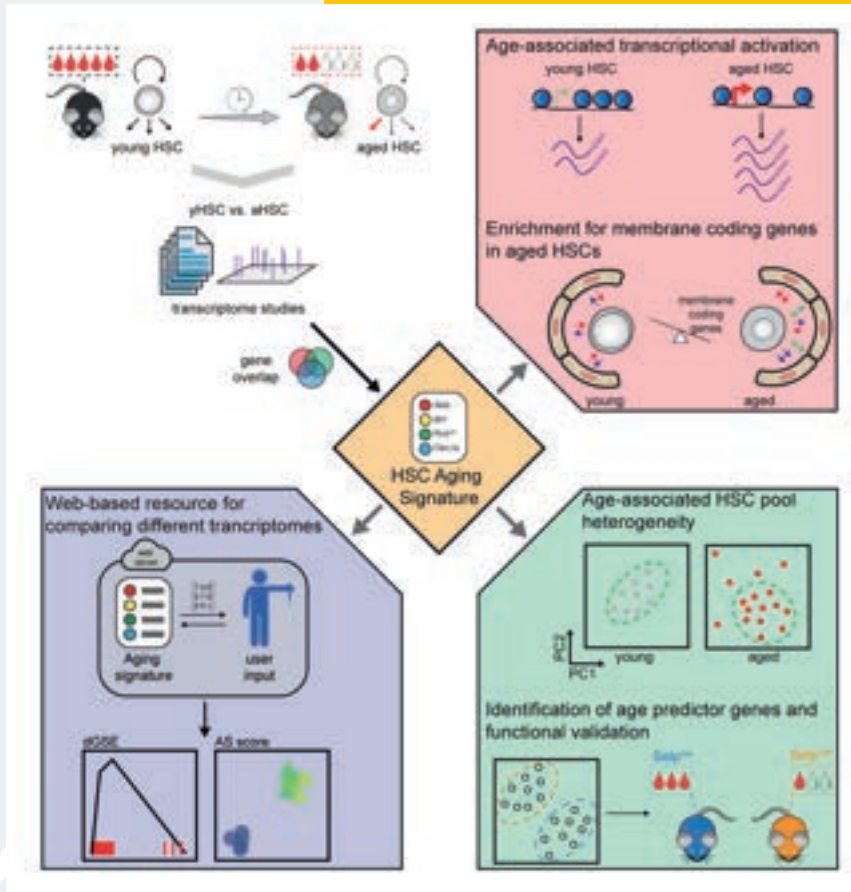 young HSC
aged HSC
yHSC vs. aHSC
transcriptome studies
gene
overlap
HSC Aging
Signature
Age-associated transcriptional activation
young HSC
aged HSC
Enrichment for membrane coding genes
in aged HSCs
membrane
coding
genes
young
aged
Web-based resource for
comparing different trancriptomes
Aging
signature
user
input
dGSE
AS score
Age-associated HSC pool
heterogeneity
PC2
PC1
young
aged
Identification of age predictor genes and
functional validation